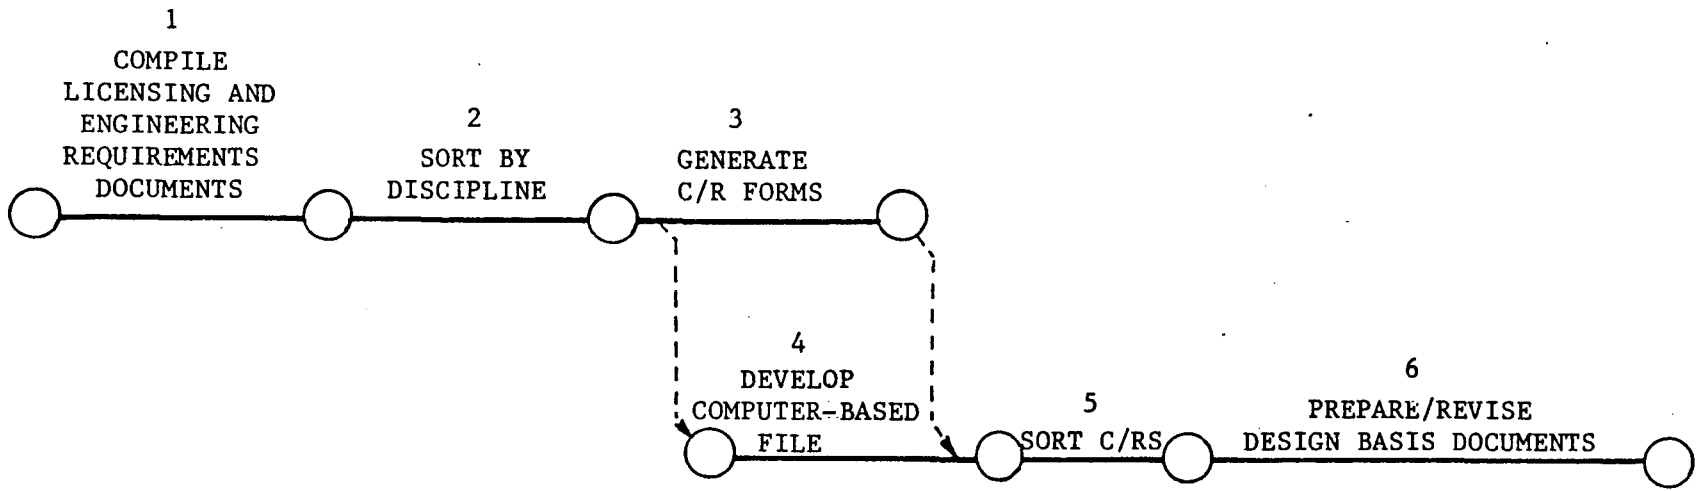 1
COMPILE
LICENSING AND
ENGINEERING
REQUIREMENTS
DOCUMENTS
2
SORT BY
DISCIPLINE
3
GENERATE
C/R FORMS
4
DEVELOP
COMPUTER-BASED
FILE
5
SORT C/RS
6
PREPARE/REVISE
DESIGN BASIS DOCUMENTS